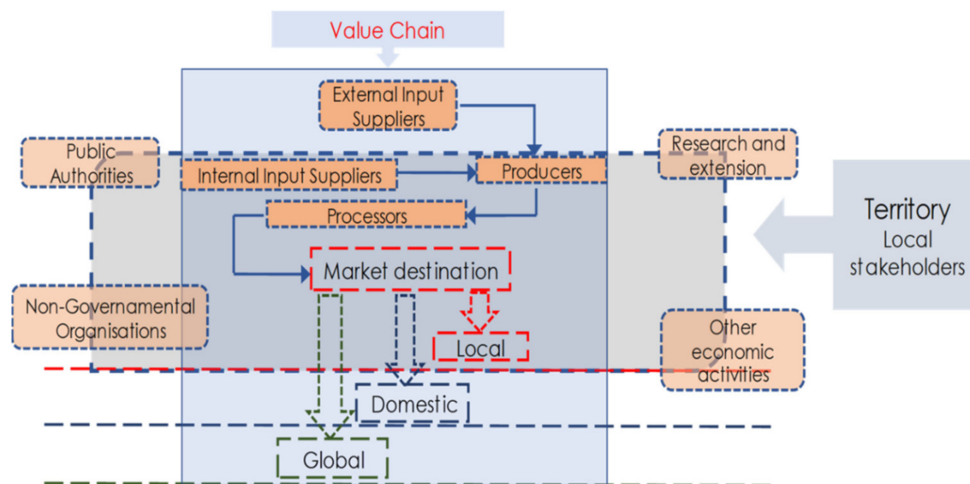 Value Chain
External Input
Suppliers
Public
Authorities
Research and
extension
Internal Input Suppliers
Producers
Processors
Territory
Local
stakeholders
Market destination
Non-Governmental
Organisations
Other
economic
activities
Local
Domestic
Global